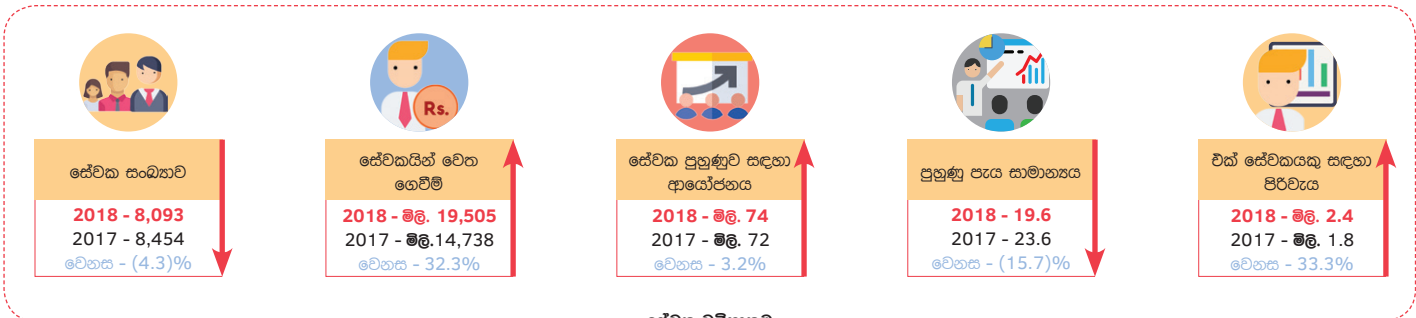 Rs.
සේවක සංඛ්‍යාව
2018 - 8,093
2017 - 8,454
වෙනස - (4.3)%
සේවකයින් වෙත
ගෙවීම්
2018 - මිලි. 19,505
2017 - මිලි.14,738
වෙනස - 32.3%
සේවක පුහුණුව සඳහා
ආයෝජනය
2018 - මිලි. 74
2017 - මිලි. 72
වෙනස - 3.2%
පුහුණු පැය සාමාන්‍යය
2018 - 19.6
2017 - 23.6
වෙනස - (15.7)%
එක් සේවකයකු සඳහා
පිරිවැය
2018 - මිලි. 2.4
2017 - මිලි. 1.8
වෙනස - 33.3%